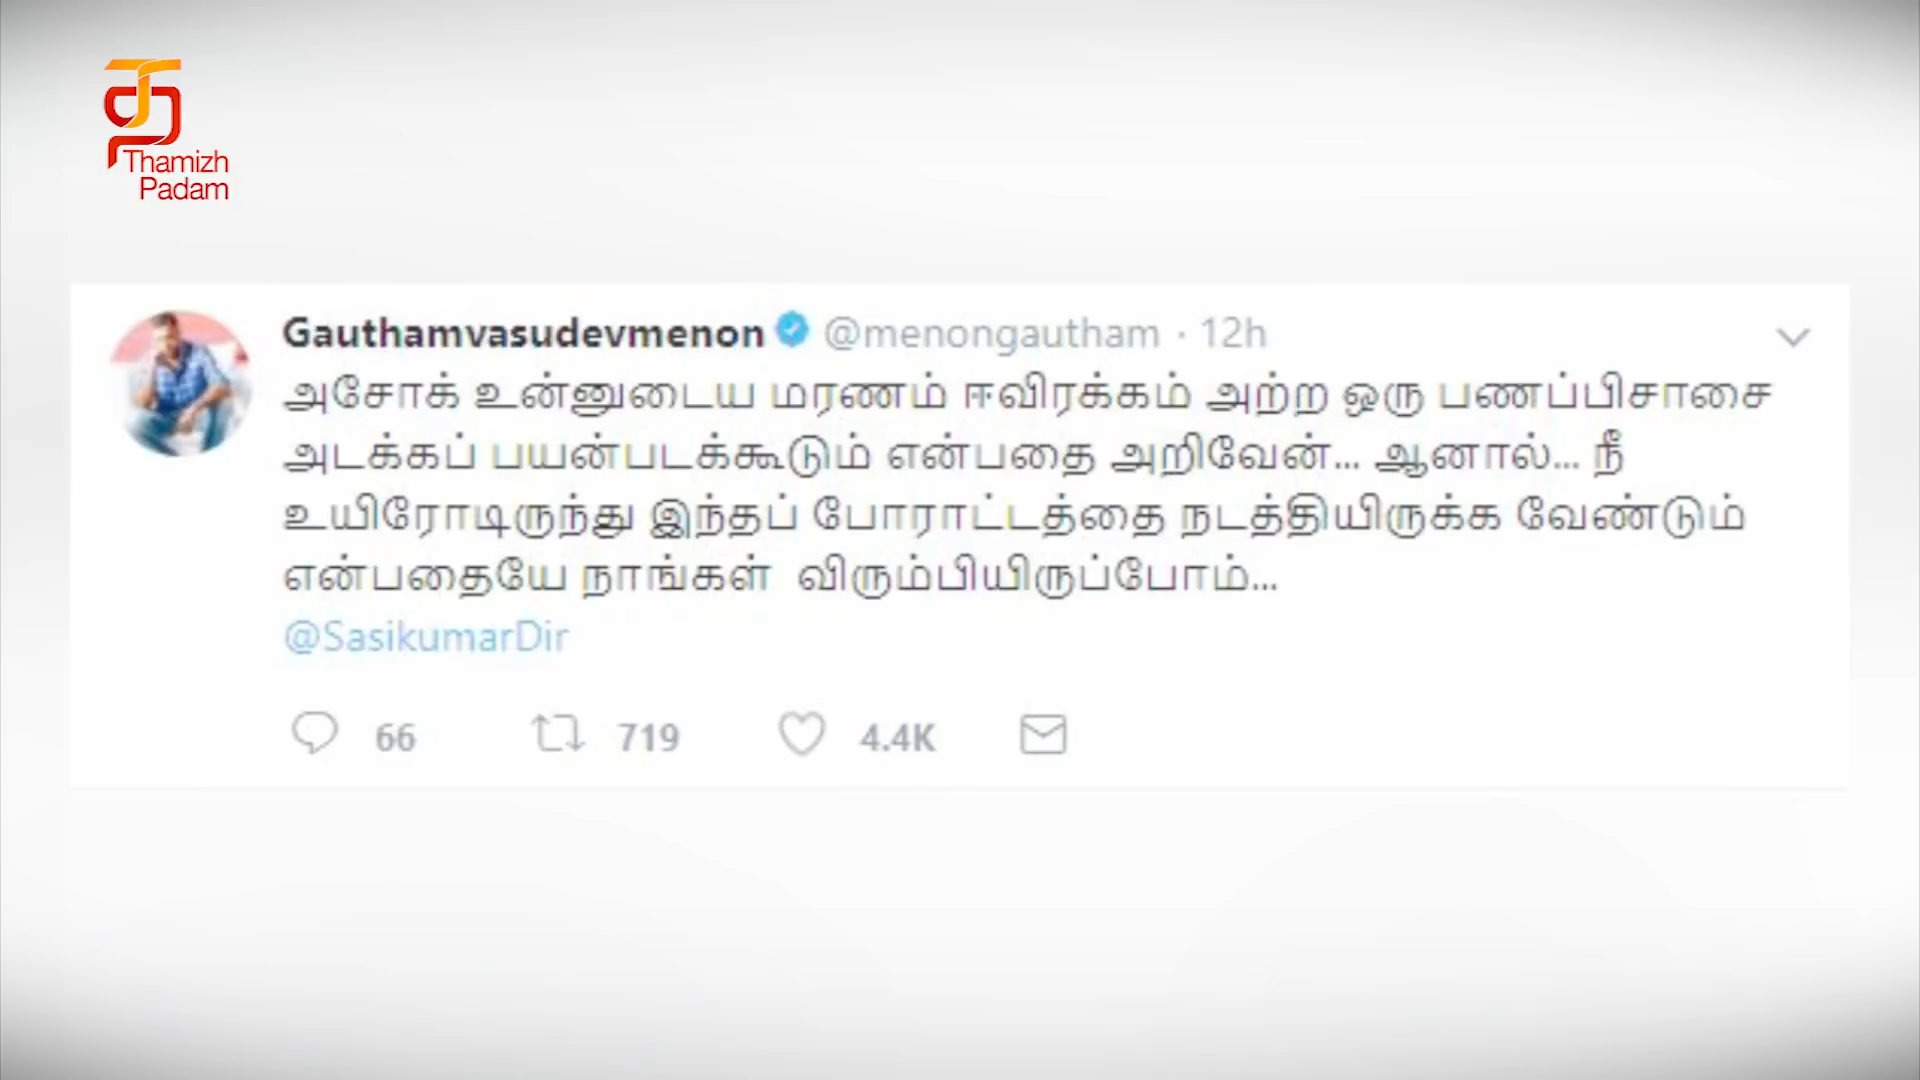 Thamizh
Padam
Gauthamvasudevmenon @menongautham · 12h
அசோக் உன்னுடைய மரணம் ஈவிரக்கம் அற்ற ஒரு பணப்பிசாசை
அடக்கப் பயன்படக்கூடும் என்பதை அறிவேன்... ஆனால்... நீ
உயிரோடிருந்து இந்தப் போராட்டத்தை நடத்தியிருக்க வேண்டும்
என்பதையே நாங்கள் விரும்பியிருப்போம்...
@SasikumarDir
66 719 4.4K